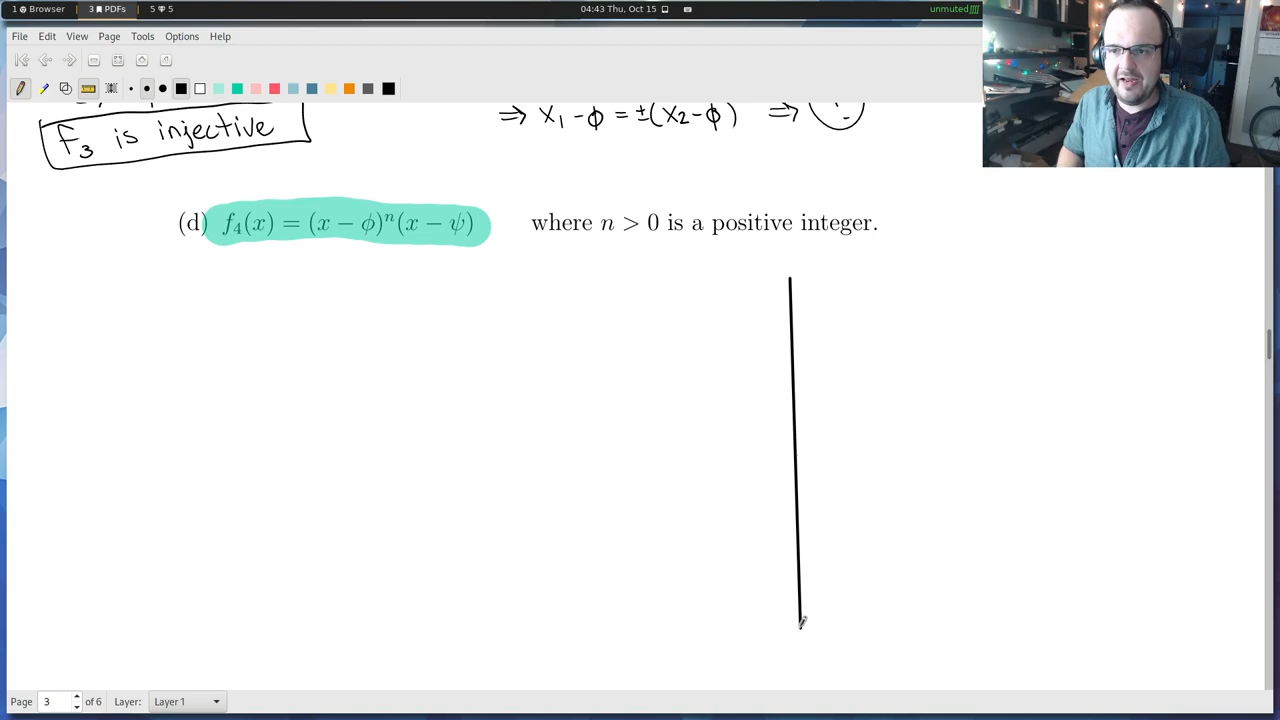 1 Browser 3 PDFs 5 5 04:43 Thu, Oct 15 unmuted
File Edit View Page Tools Options Help
f₃ is injective
⇒ x₁ - ϕ = ±(x₂ - ϕ) ⇒
(d) f₄(x) = (x − ϕ)ⁿ(x − ψ) where n > 0 is a positive integer.
Page 3 of 6 Layer: Layer 1